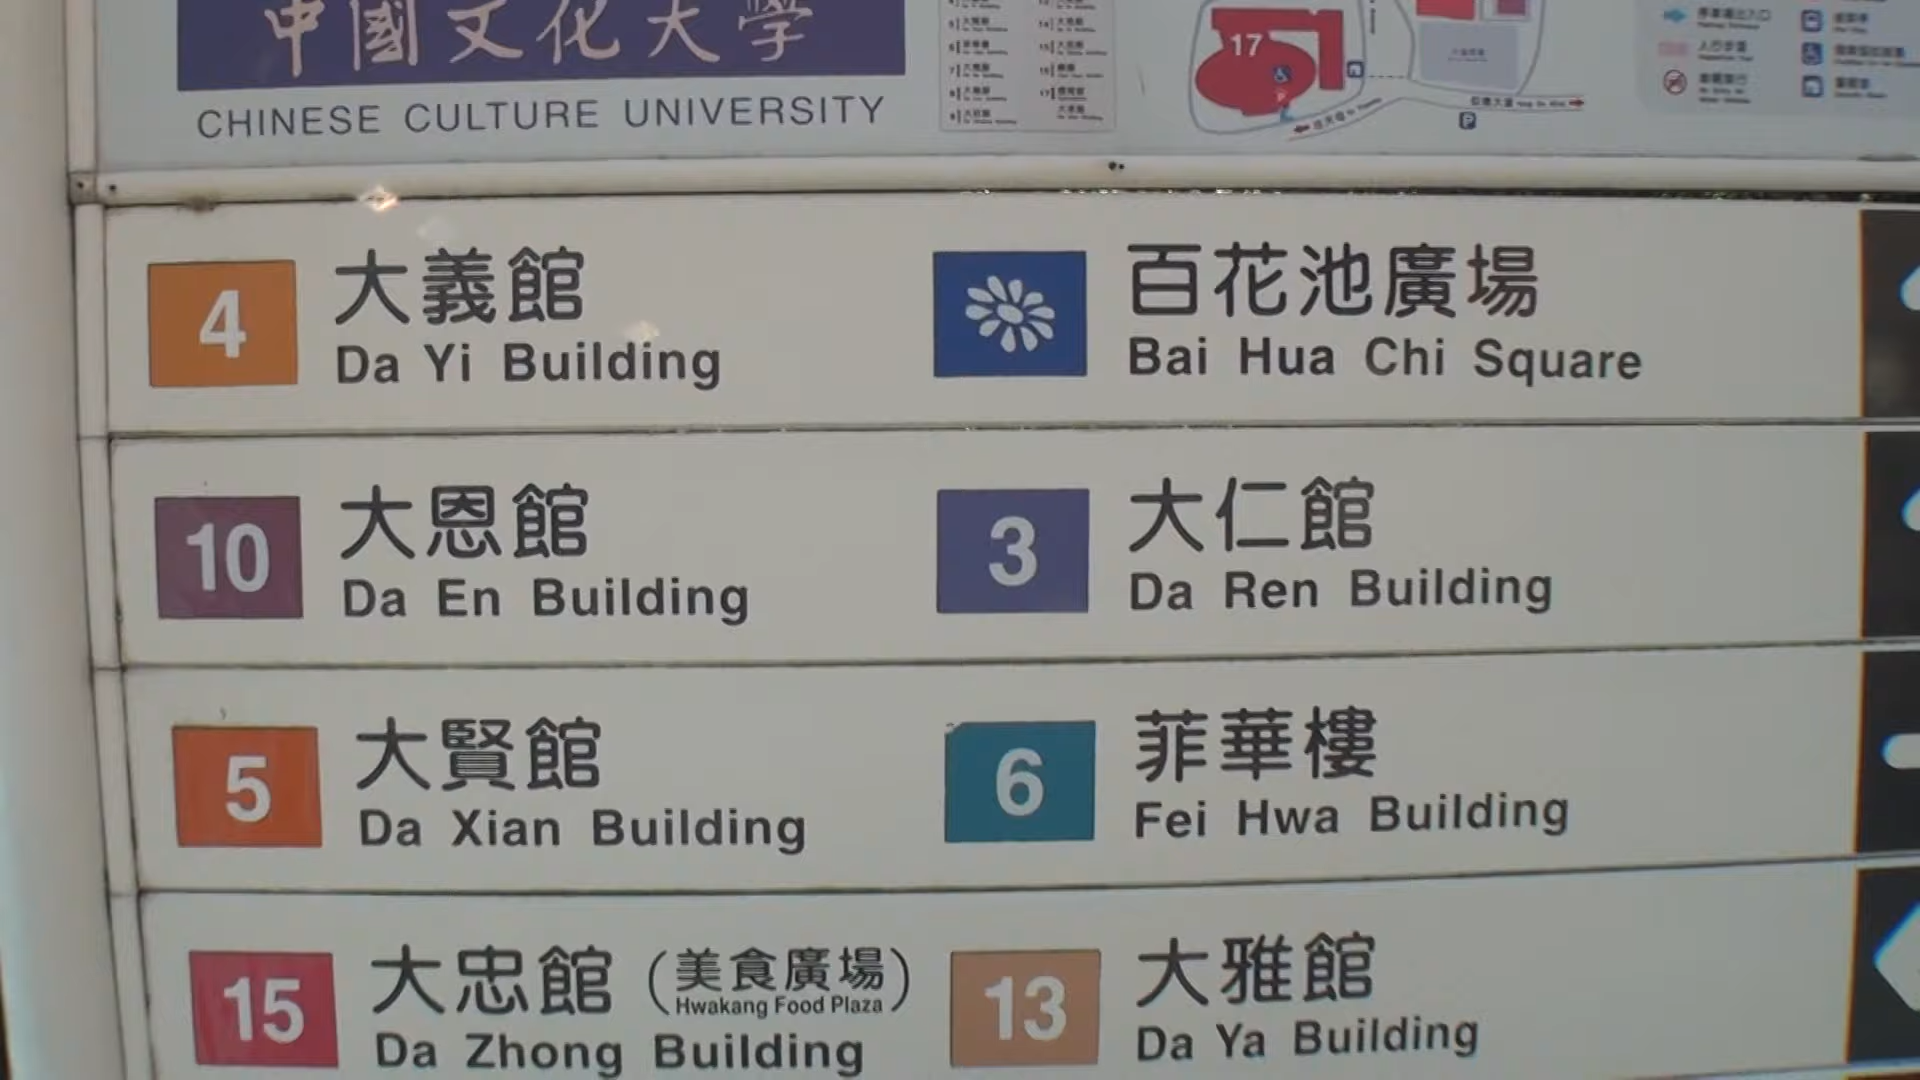 中國文化大學
CHINESE CULTURE UNIVERSITY
17
4
大義館
Da Yi Building
百花池廣場
Bai Hua Chi Square
10
大恩館
Da En Building
3
大仁館
Da Ren Building
5
大賢館
Da Xian Building
6
菲華樓
Fei Hwa Building
15
大忠館
(美食廣場)
Hwakang Food Plaza
Da Zhong Building
13
大雅館
Da Ya Building